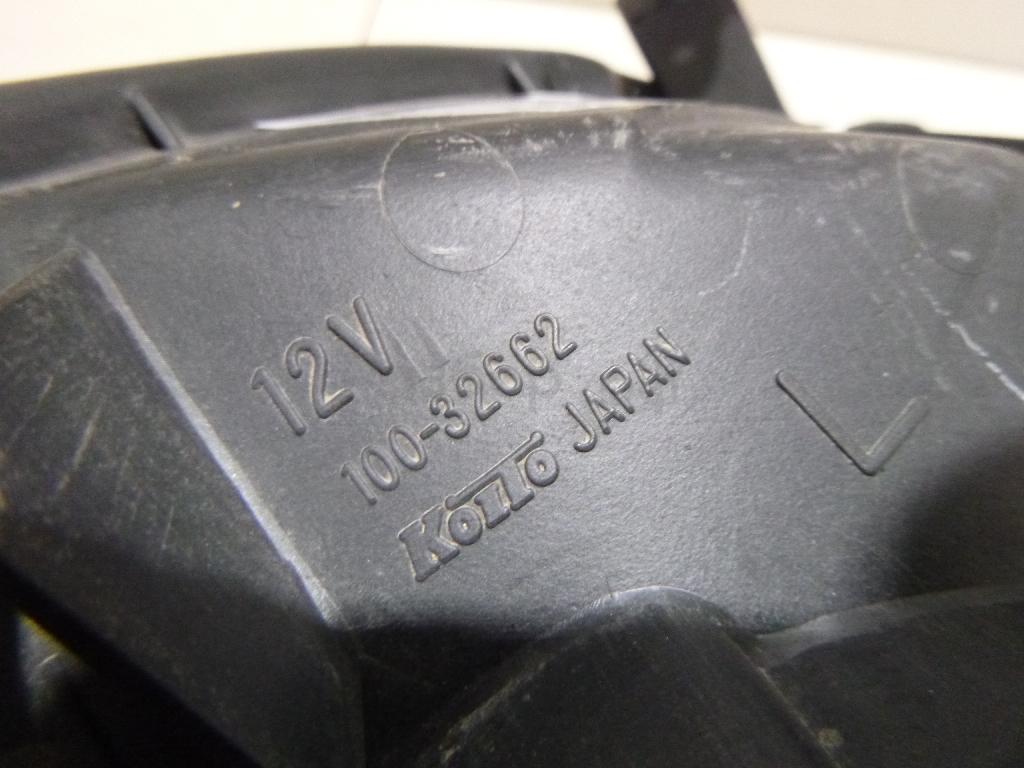 12V
100-32662
KOITO JAPAN
L